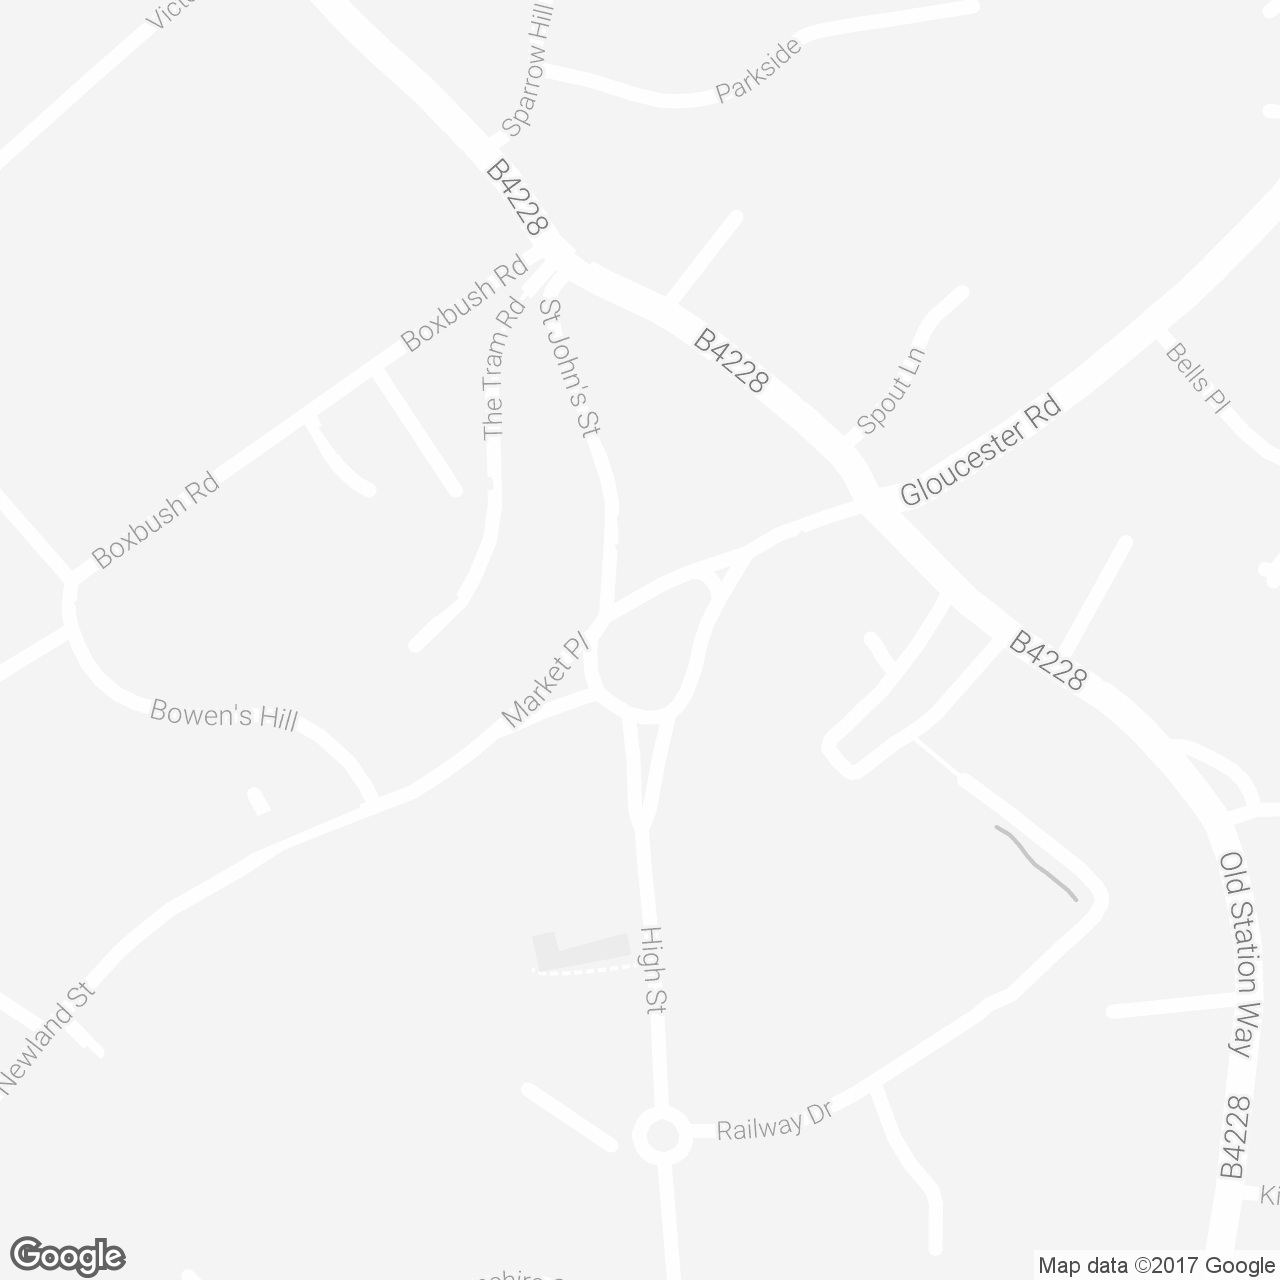 Sparrow Hill
Parkside
B4228
Boxbush Rd
The Tram Rd
St John's St
B4228
Spout Ln
Bells Pl
Gloucester Rd
Boxbush Rd
Market Pl
B4228
Bowen's Hill
Old Station Way
High St
Newland St
Railway Dr
B4228
Google
Map data ©2017 Google